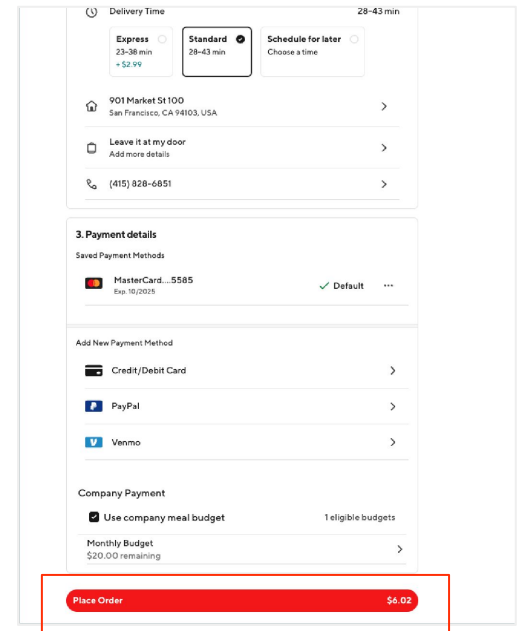 Delivery Time 28–43 min
Express
23–38 min
+ $2.99
Standard
28–43 min
Schedule for later
Choose a time
901 Market St 100
San Francisco, CA 94103, USA
Leave it at my door
Add more details
(415) 828-6851
3. Payment details
Saved Payment Methods
MasterCard....5585
Exp. 10/2025
Default
Add New Payment Method
Credit/Debit Card
PayPal
Venmo
Company Payment
Use company meal budget 1 eligible budgets
Monthly Budget
$20.00 remaining
Place Order $6.02